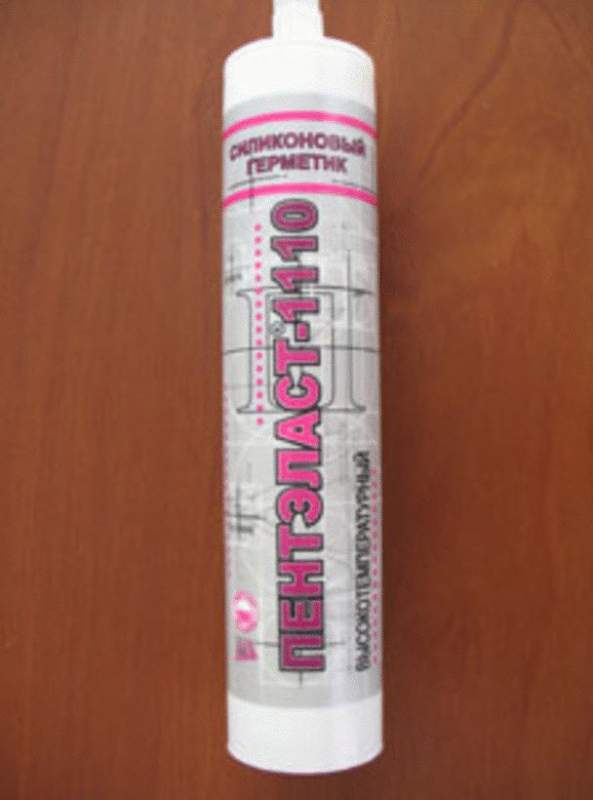 СИЛИКОНОВЫЙ
ГЕРМЕТИК
ПЕНТЭЛАСТ®-1110
ВЫСОКОТЕМПЕРАТУРНЫЙ